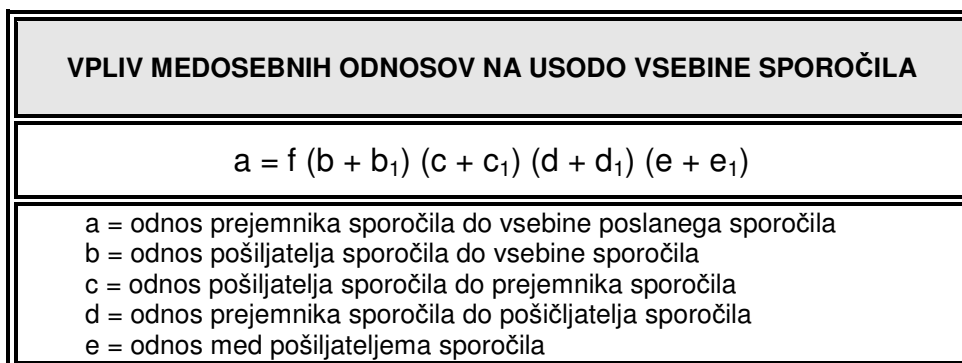 VPLIV MEDOSEBNIH ODNOSOV NA USODO VSEBINE SPOROČILA
a = f (b + b₁) (c + c₁) (d + d₁) (e + e₁)
a = odnos prejemnika sporočila do vsebine poslanega sporočila
b = odnos pošiljatelja sporočila do vsebine sporočila
c = odnos pošiljatelja sporočila do prejemnika sporočila
d = odnos prejemnika sporočila do pošičljatelja sporočila
e = odnos med pošiljateljema sporočila